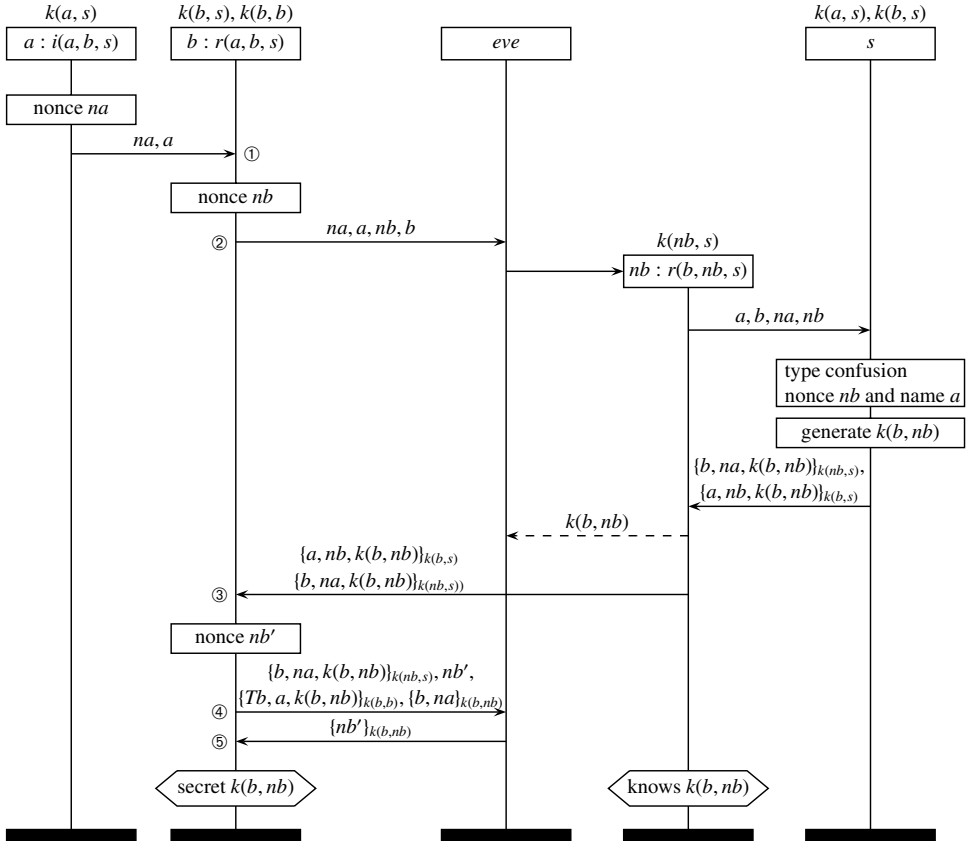 k(a, s)
k(b, s), k(b, b)
k(a, s), k(b, s)
a : i(a, b, s)
b : r(a, b, s)
eve
s
nonce na
na, a
①
nonce nb
②
na, a, nb, b
k(nb, s)
nb : r(b, nb, s)
a, b, na, nb
type confusion
nonce nb and name a
generate k(b, nb)
{b, na, k(b, nb)}k(nb,s),
{a, nb, k(b, nb)}k(b,s)
k(b, nb)
{a, nb, k(b, nb)}k(b,s)
{b, na, k(b, nb)}k(nb,s))
③
nonce nb′
{b, na, k(b, nb)}k(nb,s), nb′,
{Tb, a, k(b, nb)}k(b,b), {b, na}k(b,nb)
④
{nb′}k(b,nb)
⑤
secret k(b, nb)
knows k(b, nb)